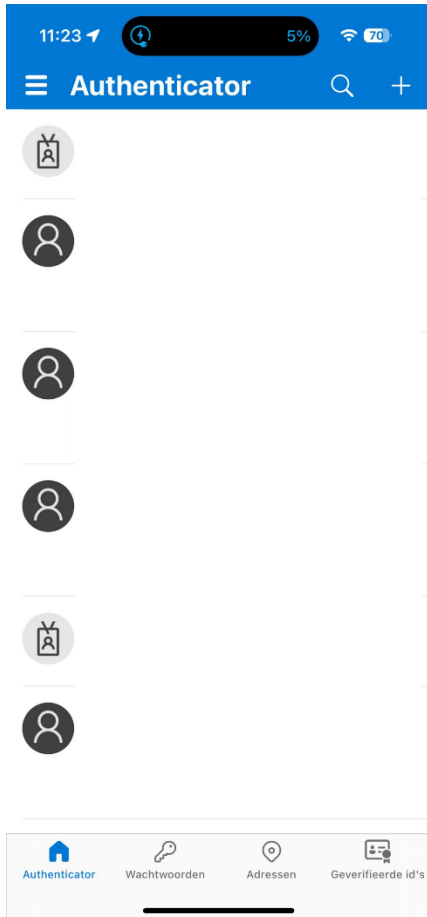 11:23 5% 70
Authenticator
Authenticator Wachtwoorden Adressen Geverifieerde id's